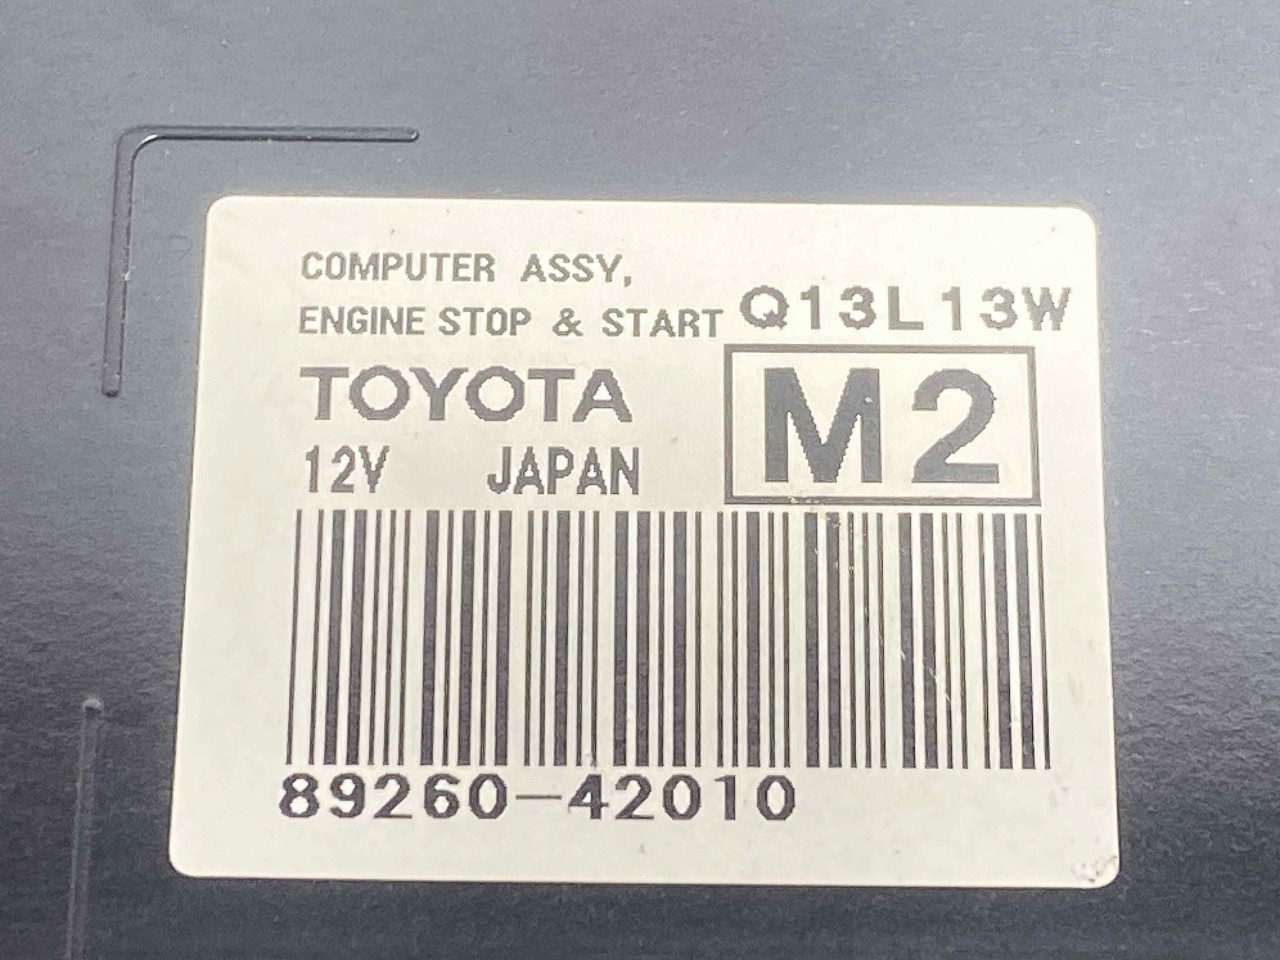 COMPUTER ASSY,
ENGINE STOP & START Q13L13W
TOYOTA
M2
12V JAPAN
89260-42010